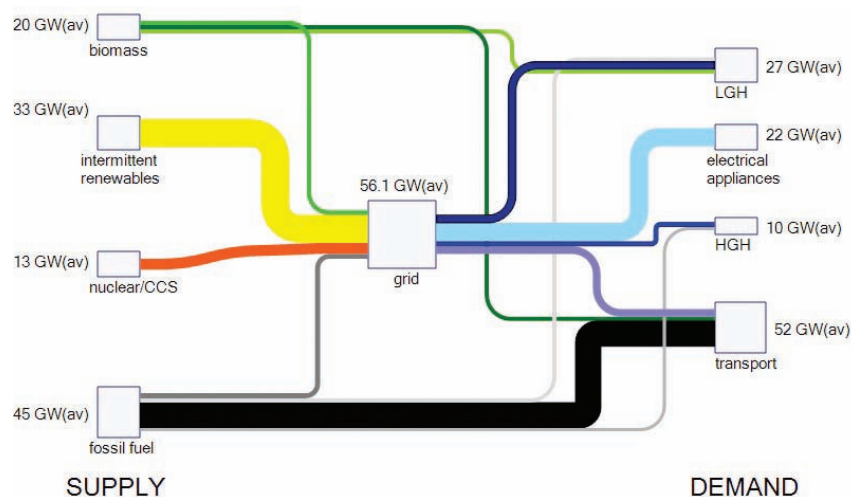 20 GW(av)
biomass
33 GW(av)
intermittent
renewables
13 GW(av)
nuclear/CCS
45 GW(av)
fossil fuel
SUPPLY
56.1 GW(av)
grid
27 GW(av)
LGH
22 GW(av)
electrical
appliances
10 GW(av)
HGH
52 GW(av)
transport
DEMAND